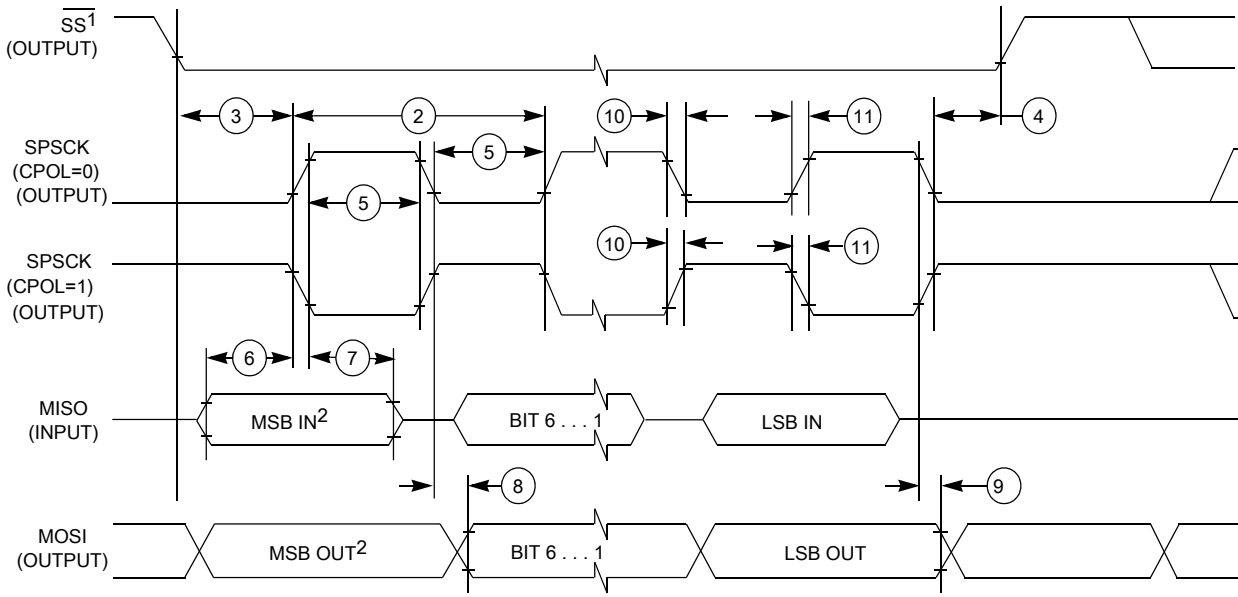 SS1
(OUTPUT)
3
2
10
11
4
SPSCK
(CPOL=0)
(OUTPUT)
5
5
SPSCK
(CPOL=1)
(OUTPUT)
10
11
6
7
MISO
(INPUT)
MSB IN2
BIT 6 . . . 1
LSB IN
8
9
MOSI
(OUTPUT)
MSB OUT2
BIT 6 . . . 1
LSB OUT